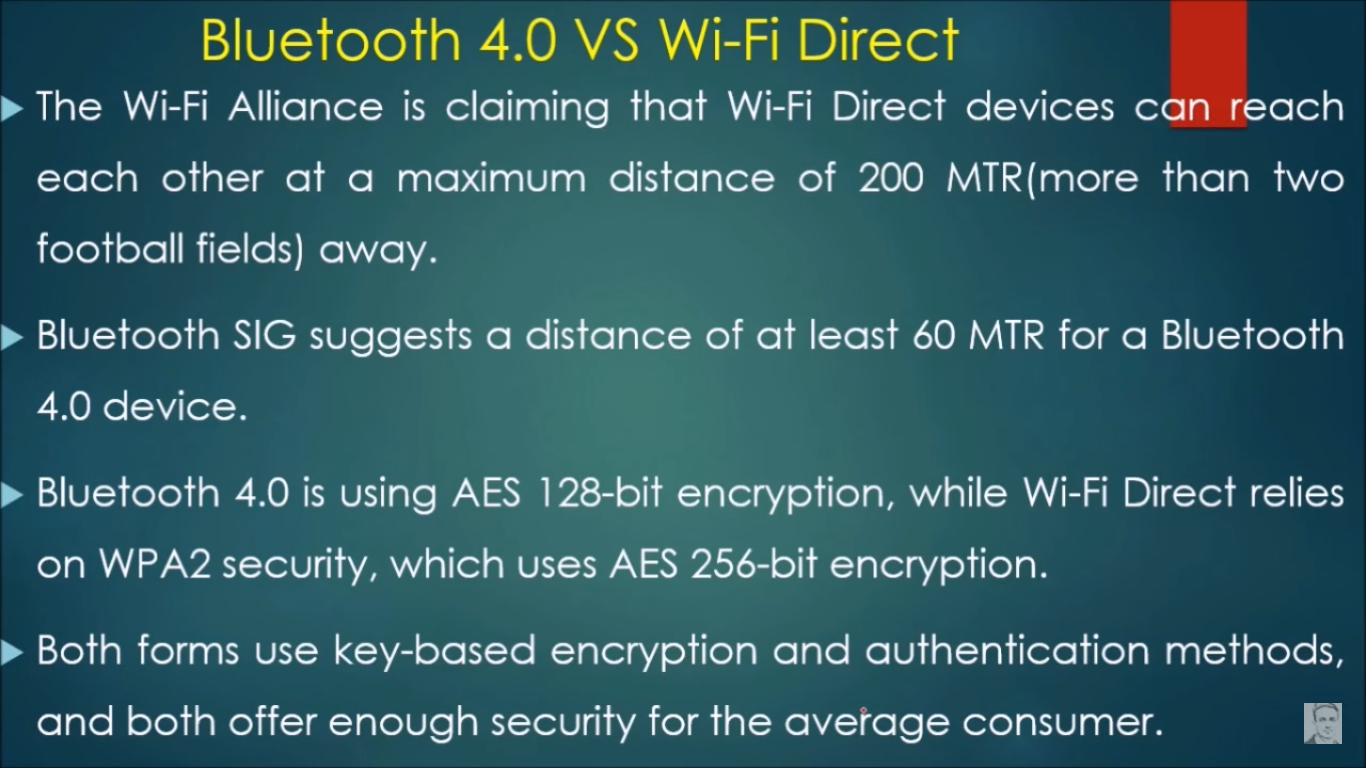 Bluetooth 4.0 VS Wi-Fi Direct
The Wi-Fi Alliance is claiming that Wi-Fi Direct devices can reach
each other at a maximum distance of 200 MTR(more than two
football fields) away.
Bluetooth SIG suggests a distance of at least 60 MTR for a Bluetooth
4.0 device.
Bluetooth 4.0 is using AES 128-bit encryption, while Wi-Fi Direct relies
on WPA2 security, which uses AES 256-bit encryption.
Both forms use key-based encryption and authentication methods,
and both offer enough security for the average consumer.